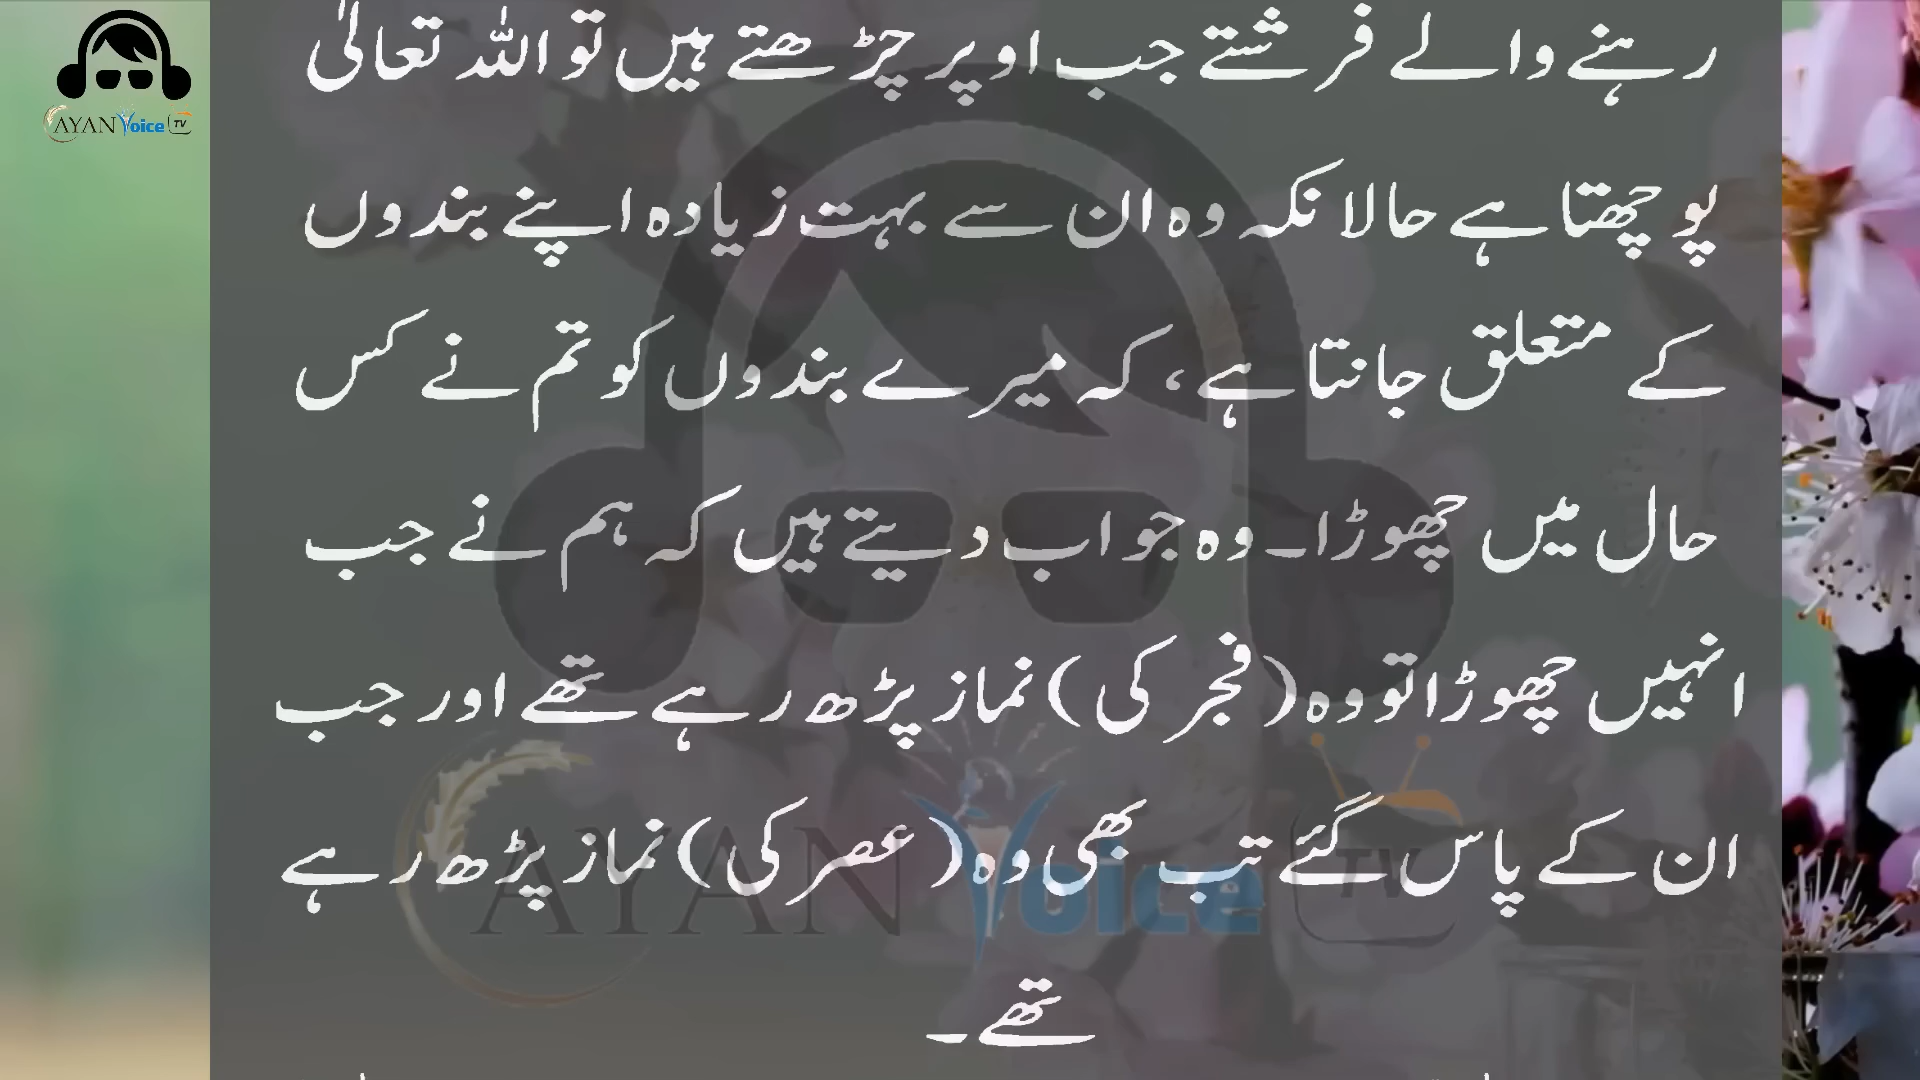 AYAN Voice TV
رہنے والے فرشتے جب اوپر چڑھتے ہیں تو اللہ تعالیٰ
پوچھتا ہے حالانکہ وہ ان سے بہت زیادہ اپنے بندوں
کے متعلق جانتا ہے، کہ میرے بندوں کو تم نے کس
حال میں چھوڑا۔ وہ جواب دیتے ہیں کہ ہم نے جب
انہیں چھوڑا تو وہ (فجر کی) نماز پڑھ رہے تھے اور جب
ان کے پاس گئے تب بھی وہ (عصر کی) نماز پڑھ رہے
تھے۔
AYAN Voice TV